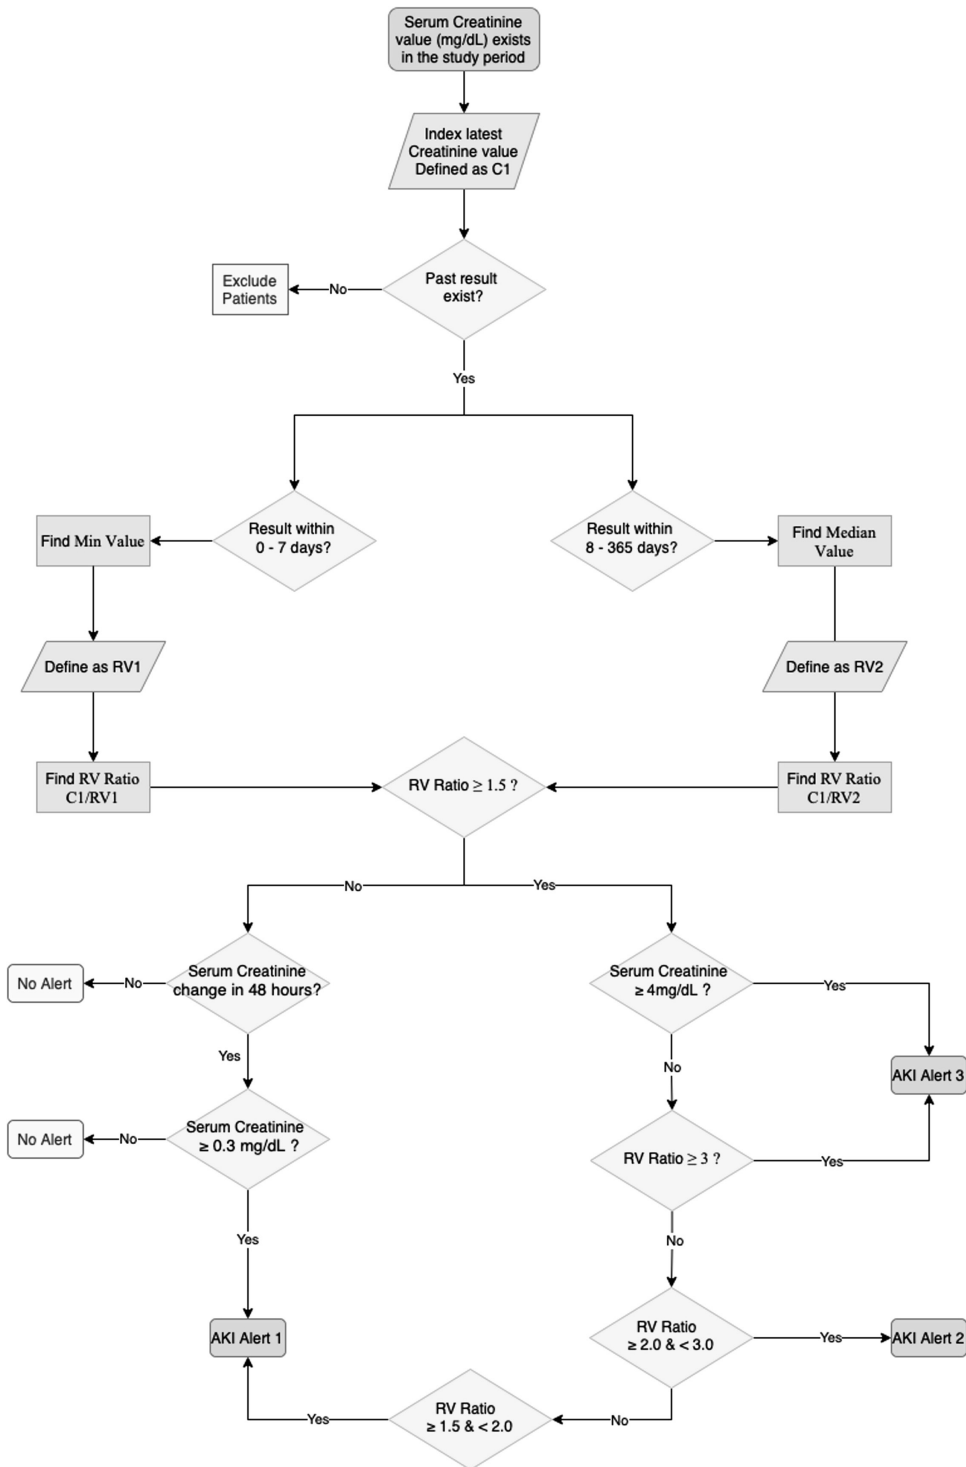 Serum Creatinine
value (mg/dL) exists
in the study period
Index latest
Creatinine value
Defined as C1
Past result
exist?
No
Exclude
Patients
Yes
Result within
0 - 7 days?
Find Min Value
Result within
8 - 365 days?
Find Median
Value
Define as RV1
Define as RV2
Find RV Ratio
C1/RV1
RV Ratio ≥ 1.5 ?
Find RV Ratio
C1/RV2
No
Yes
Serum Creatinine
change in 48 hours?
No
No Alert
Serum Creatinine
≥ 4mg/dL ?
Yes
Yes
No
AKI Alert 3
Serum Creatinine
≥ 0.3 mg/dL ?
No
No Alert
RV Ratio ≥ 3 ?
Yes
Yes
No
AKI Alert 1
RV Ratio
≥ 2.0 & < 3.0
Yes
AKI Alert 2
No
RV Ratio
≥ 1.5 & < 2.0
Yes